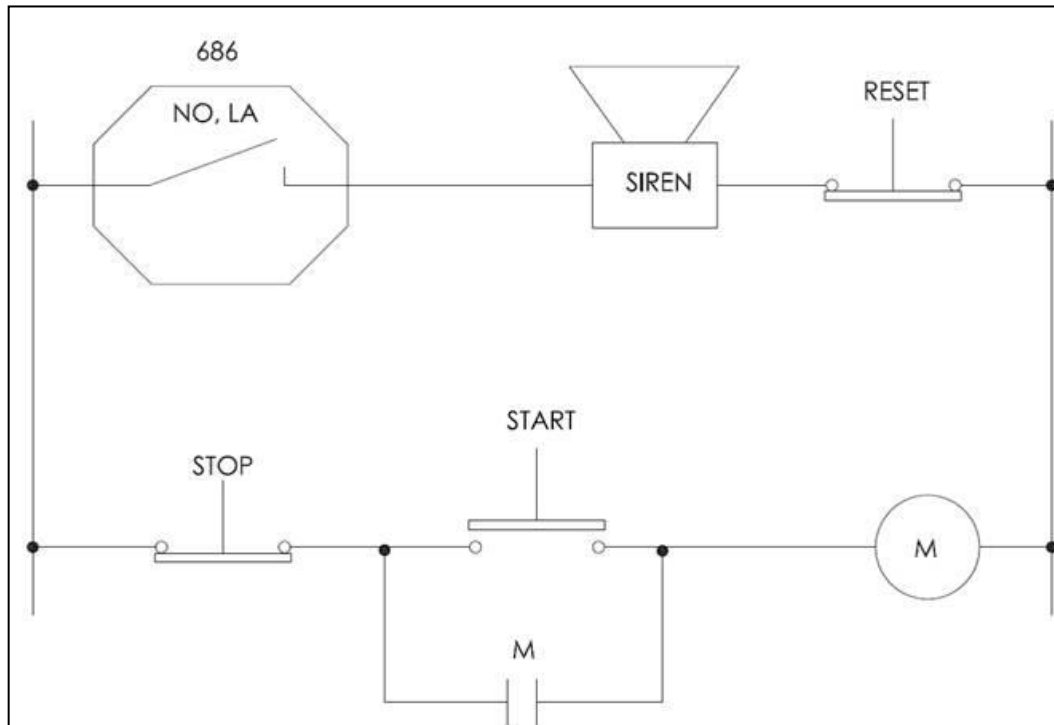 686
NO, LA
RESET
SIREN
START
STOP
M
M